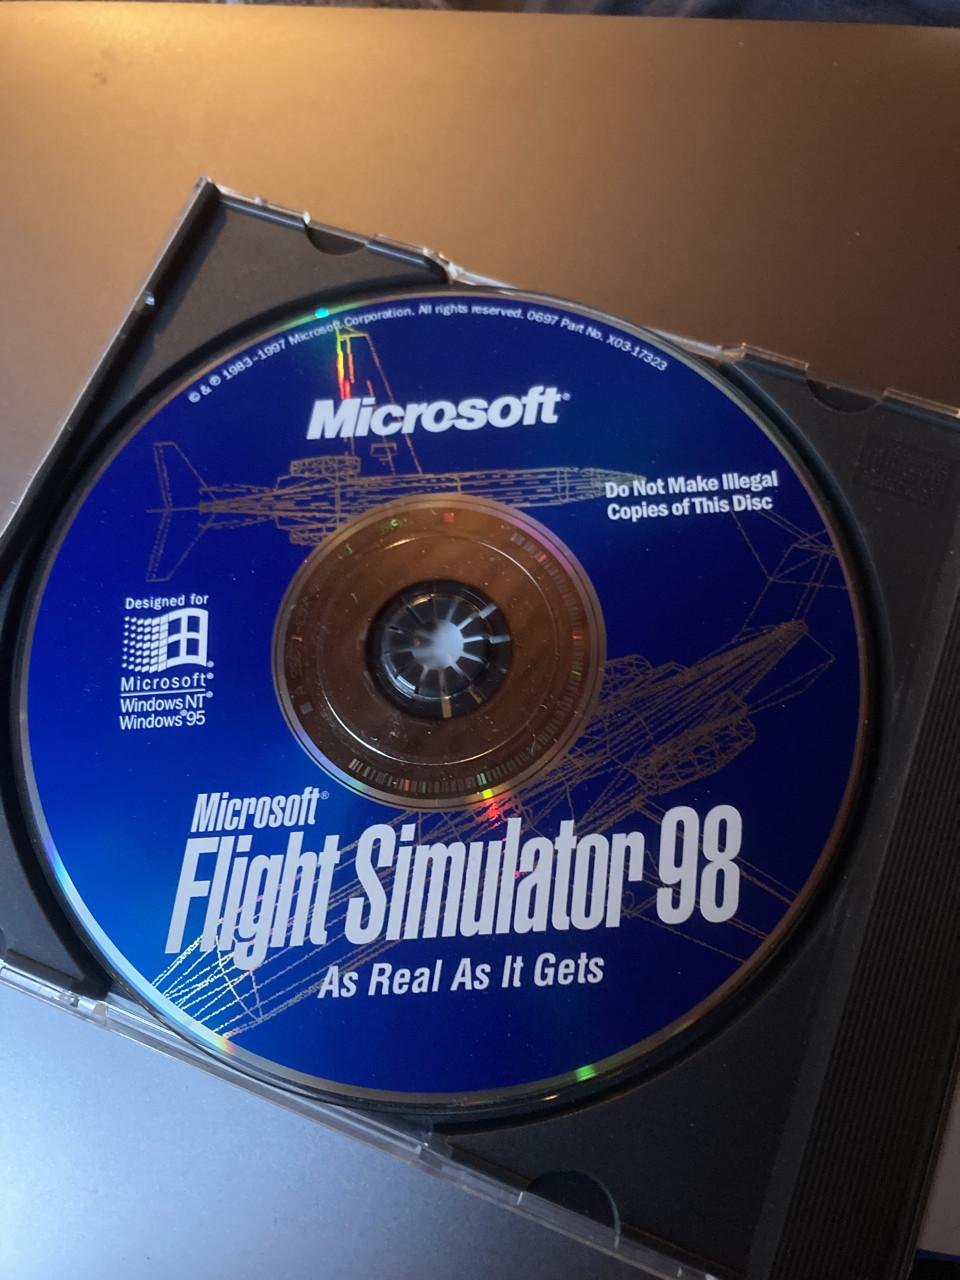 © & ℗ 1983-1997 Microsoft Corporation. All rights reserved. 0697 Part No. X03-17323
Microsoft®
Do Not Make Illegal
Copies of This Disc
Designed for
Microsoft®
Windows NT®
Windows®95
Microsoft®
Flight Simulator 98
As Real As It Gets